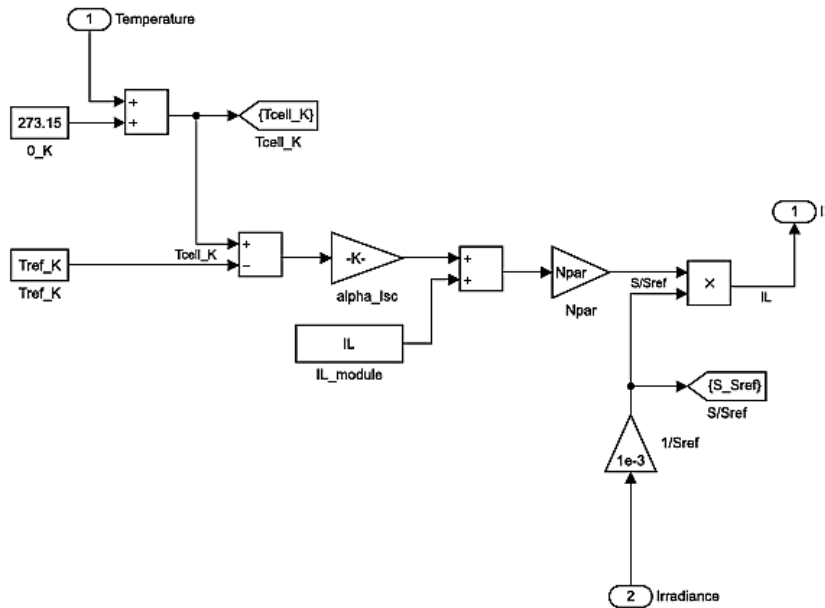 1 Temperature
+
+
273.15
0_K
{Tcell_K}
Tcell_K
Tref_K
Tref_K
Tcell_K
+
−
-K-
alpha_Isc
+
+
IL
IL_module
Npar
Npar
S/Sref
×
IL
1 I
{S_Sref}
S/Sref
1/Sref
1e-3
2 Irradiance